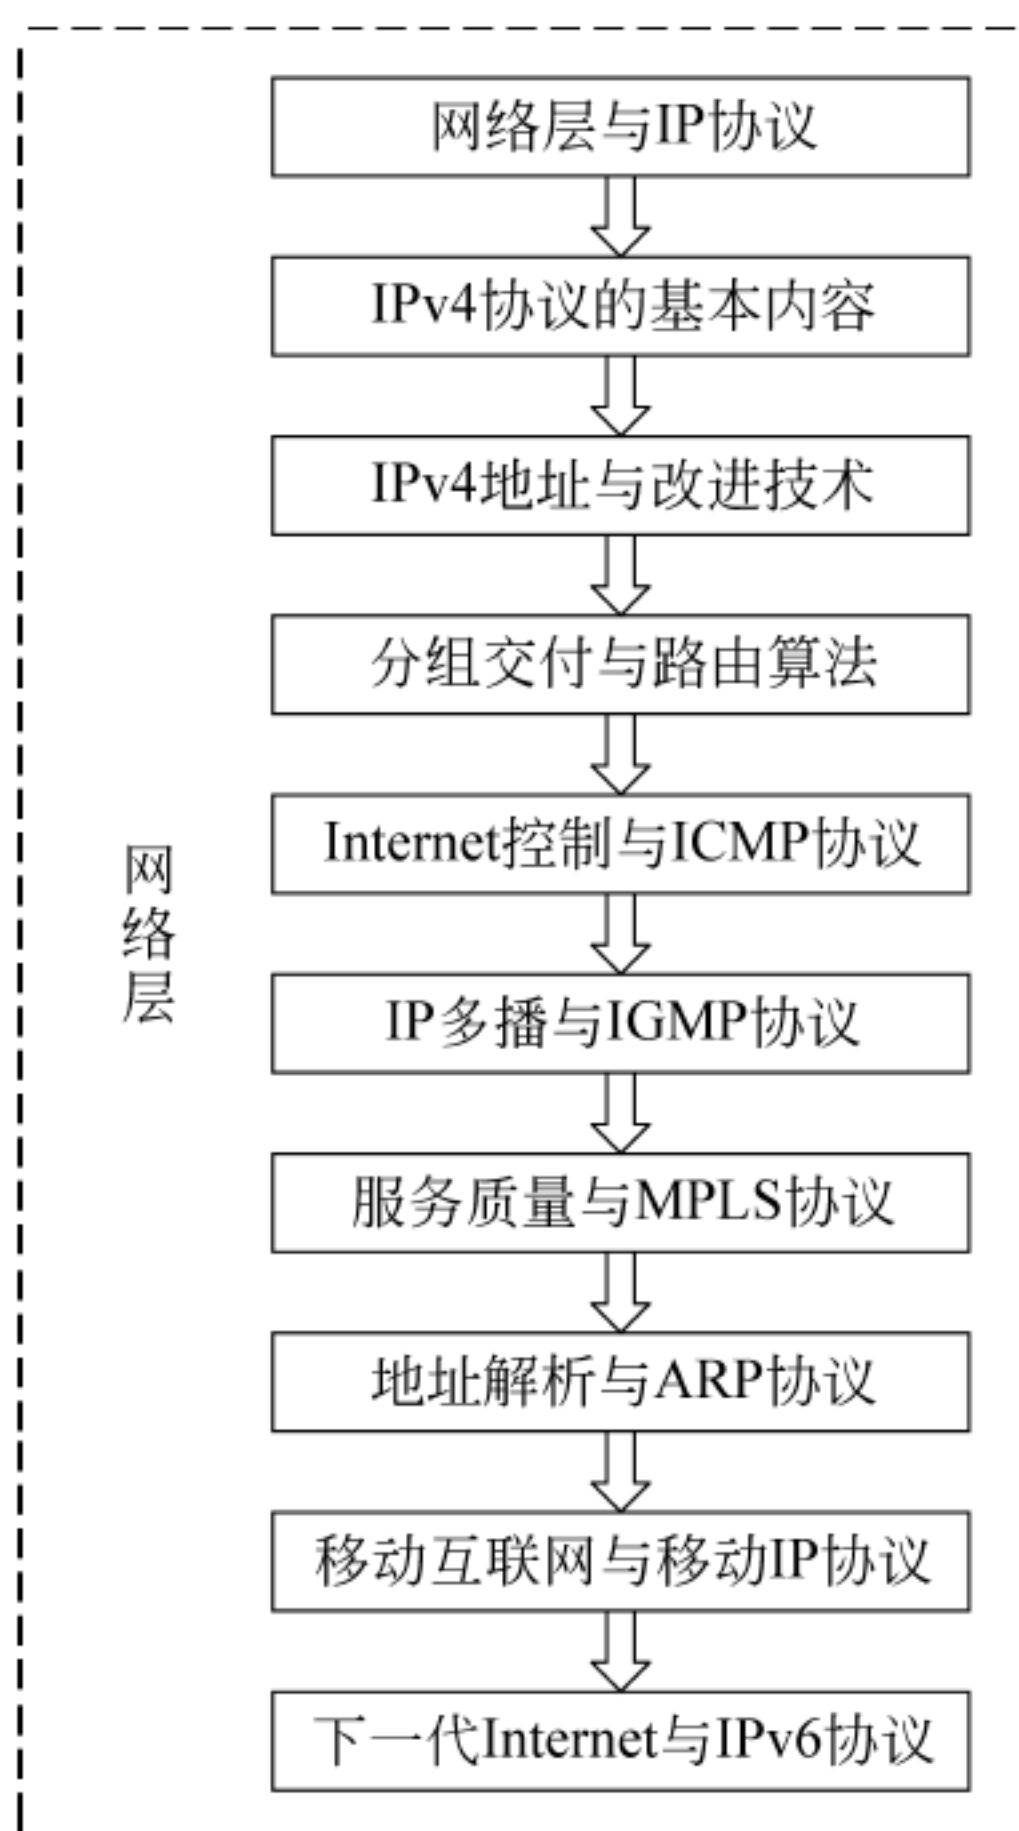 网络层与IP协议
IPv4协议的基本内容
IPv4地址与改进技术
分组交付与路由算法
Internet控制与ICMP协议
网络层
IP多播与IGMP协议
服务质量与MPLS协议
地址解析与ARP协议
移动互联网与移动IP协议
下一代Internet与IPv6协议